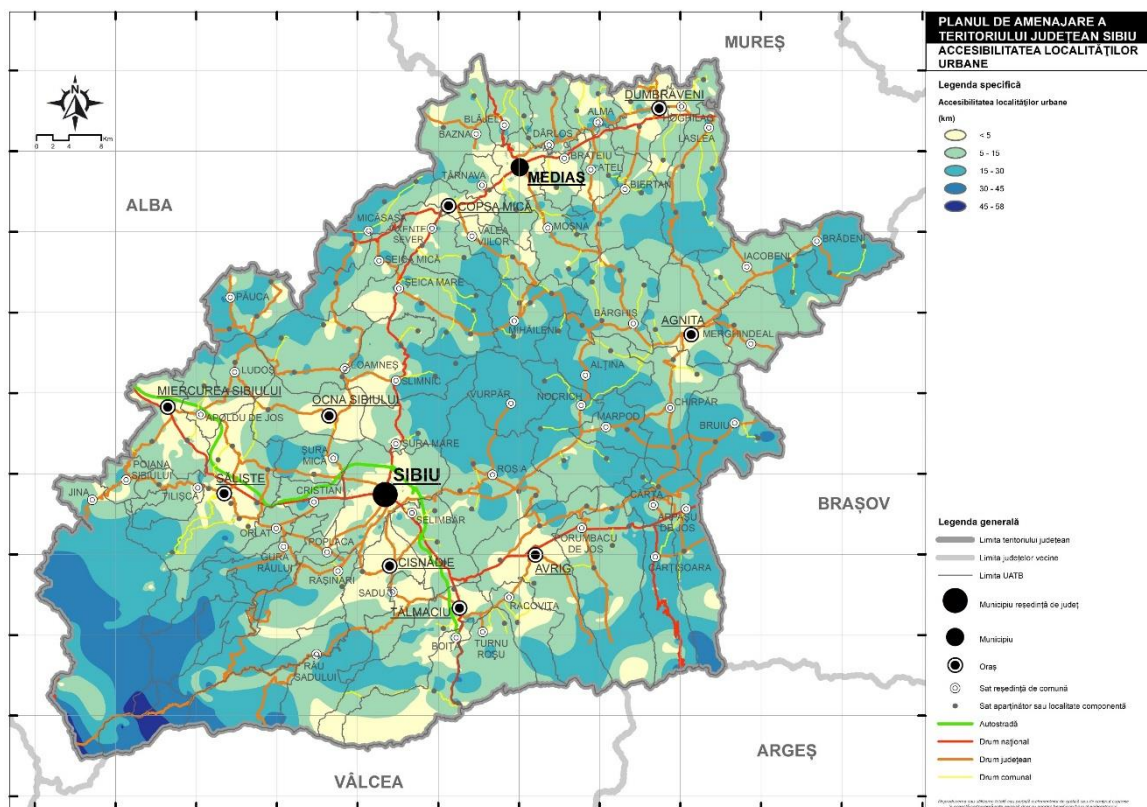 PLANUL DE AMENAJARE A
TERITORIULUI JUDEȚEAN SIBIU
ACCESIBILITATEA LOCALITĂȚILOR
URBANE
Legenda specifică
Accesibilitatea localităților urbane
(km)
< 5
5 - 15
15 - 30
30 - 45
45 - 58
N
0 2 4 8
Km
MUREȘ
ALBA
BRAȘOV
ARGEȘ
VÂLCEA
DUMBRĂVENI
HOGHILAG
BLĂJEL
ALMA
BAZNA
DÂRLOS
LASLEA
BRATEIU
MEDIAȘ
AȚEL
TÂRNAVA
BIERTAN
COPȘA MICĂ
MICĂSASA
AXENTE
SEVER
VALEA
VIILOR
MOȘNA
BRĂDENI
ȘEICA MICĂ
IACOBENI
ȘEICA MARE
PĂUCA
MIHĂILENI
BÂRGHIȘ
AGNITA
MERGHINDEAL
LUDOȘ
LOAMNEȘ
ALȚINA
SLIMNIC
MIERCUREA SIBIULUI
OCNA SIBIULUI
VURPĂR
NOCRICH
CHIRPĂR
APOLDU DE JOS
MARPOD
BRUIU
ȘURA MARE
ȘURA
MICĂ
POIANA
SIBIULUI
SIBIU
ROȘIA
SĂLIȘTE
JINA
TILIȘCA
CRISTIAN
CÂRȚA
ȘELIMBĂR
ARPAȘU
DE JOS
ORLAT
PORUMBACU
DE JOS
GURA
RÂULUI
POPLACA
CISNĂDIE
AVRIG
CÂRȚIȘOARA
RĂȘINARI
SADU
RACOVIȚA
TĂLMACIU
BOIȚA
TURNU
ROȘU
RÂU
SADULUI
Legenda generală
Limita teritoriului județean
Limita județelor vecine
Limita UATB
Municipiu reședință de județ
Municipiu
Oraș
Sat reședință de comună
Sat aparținător sau localitate componentă
Autostradă
Drum național
Drum județean
Drum comunal